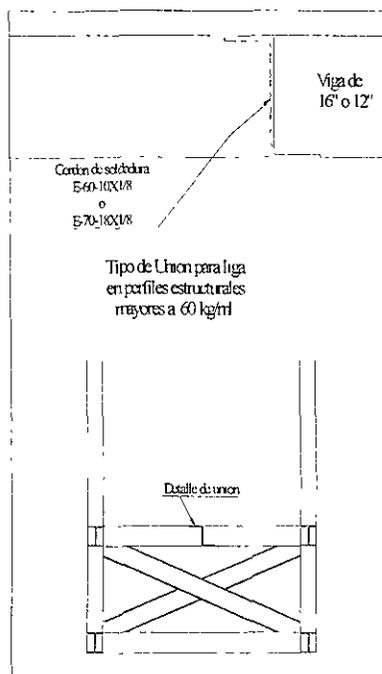 Viga de
16" o 12"
Cordon de soldadura
E-60-10X1/8
o
E-70-18X1/8
Tipo de Union para liga
en perfiles estructurales
mayores a 60 kg/ml
Detalle de union